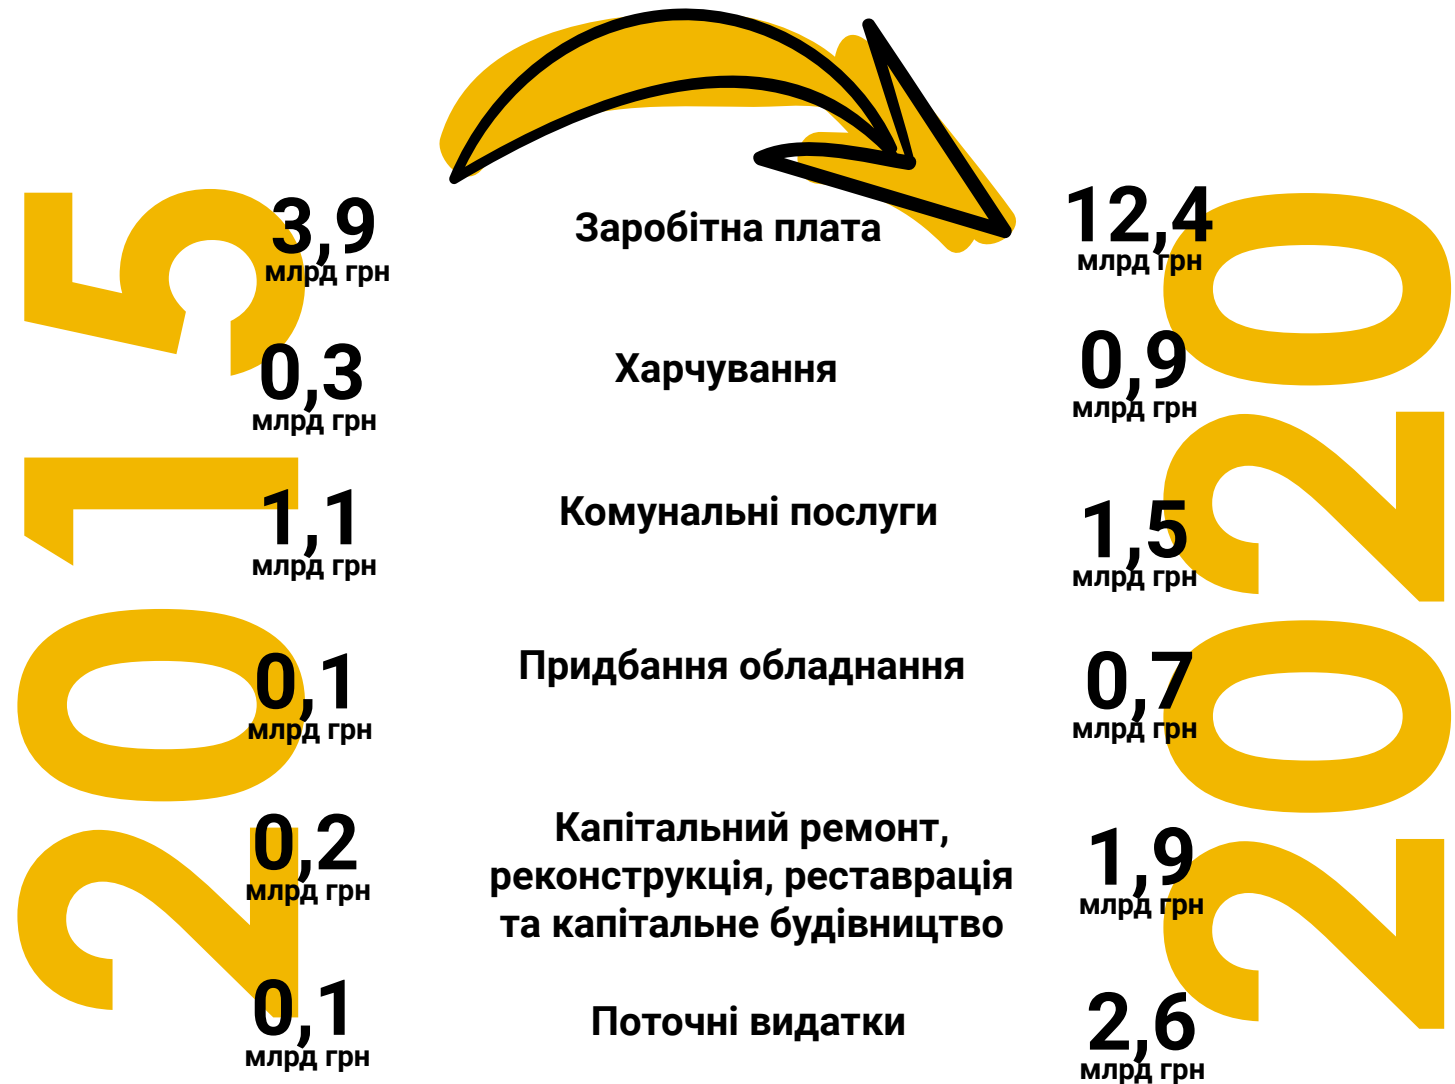 2015
2020
3,9
млрд грн
Заробітна плата
12,4
млрд грн
0,3
млрд грн
Харчування
0,9
млрд грн
1,1
млрд грн
Комунальні послуги
1,5
млрд грн
0,1
млрд грн
Придбання обладнання
0,7
млрд грн
0,2
млрд грн
Капітальний ремонт,
реконструкція, реставрація
та капітальне будівництво
1,9
млрд грн
0,1
млрд грн
Поточні видатки
2,6
млрд грн